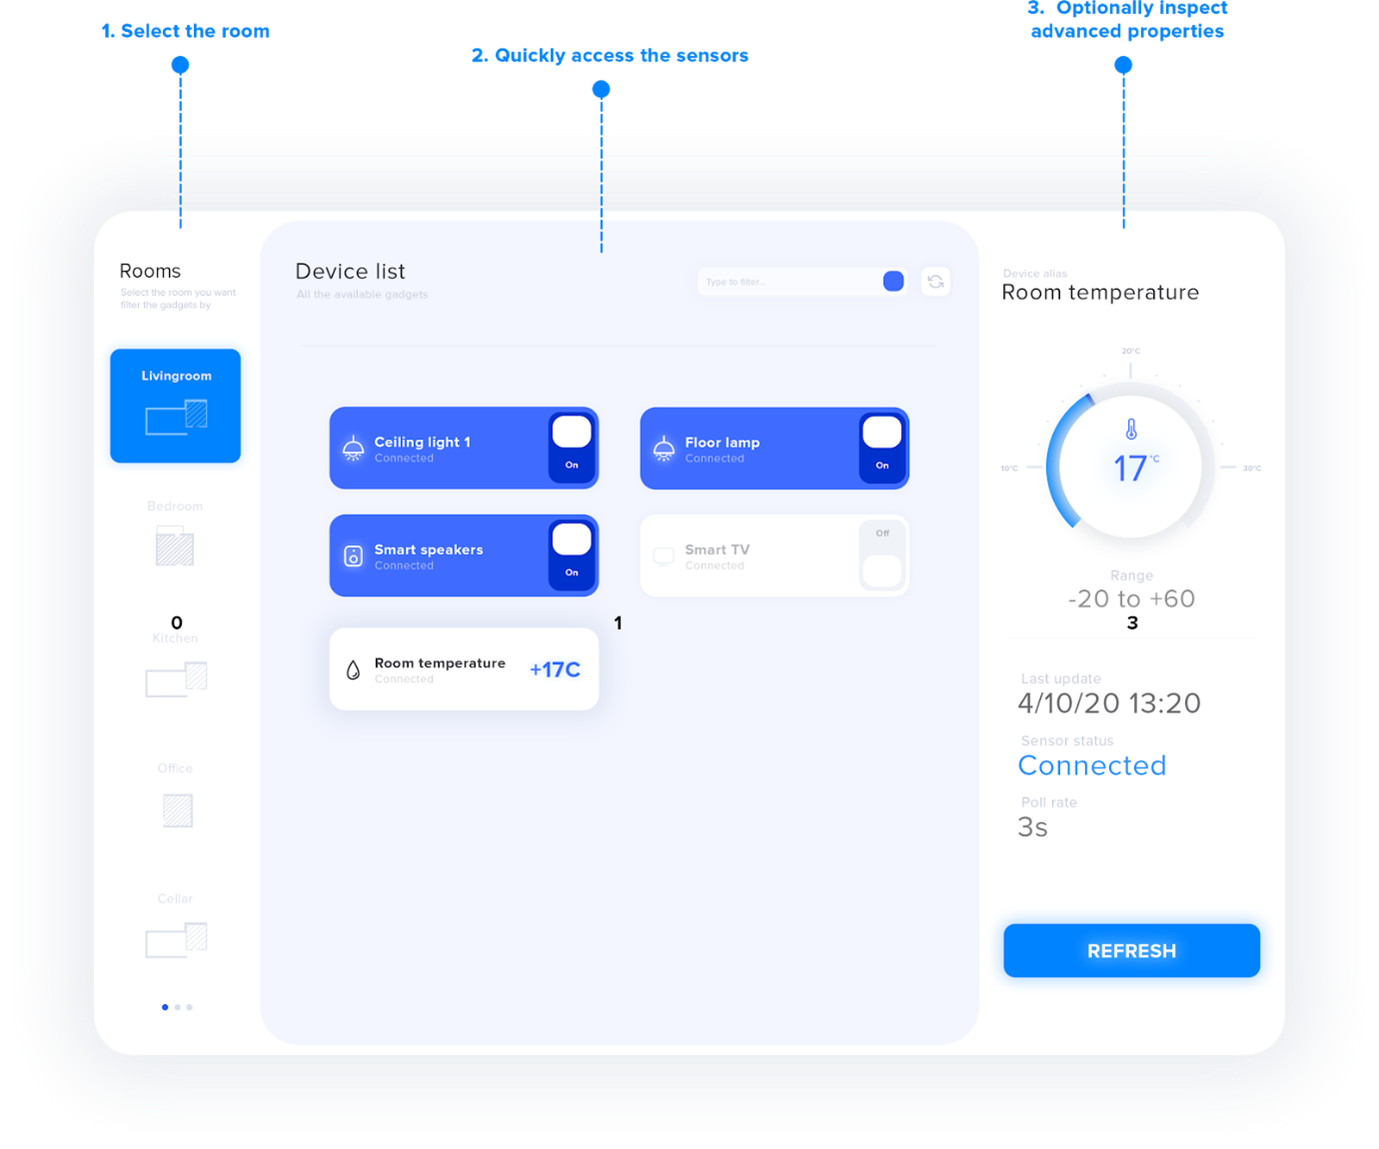 1. Select the room
2. Quickly access the sensors
3. Optionally inspect
advanced properties
Rooms
Select the room you want
filter the gadgets by
Livingroom
Bedroom
0
Kitchen
Office
Cellar
Device list
All the available gadgets
Type to filter...
Ceiling light 1
Connected
On
Floor lamp
Connected
On
Smart speakers
Connected
On
Smart TV
Connected
Off
1
Room temperature
Connected
+17C
Device alias
Room temperature
20°C
10°C
17°C
30°C
Range
-20 to +60
3
Last update
4/10/20 13:20
Sensor status
Connected
Poll rate
3s
REFRESH